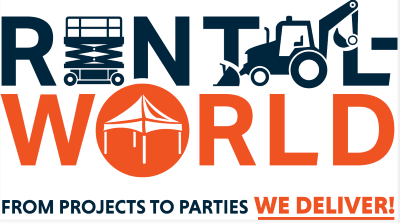 RENTAL-
WORLD
FROM PROJECTS TO PARTIES WE DELIVER!